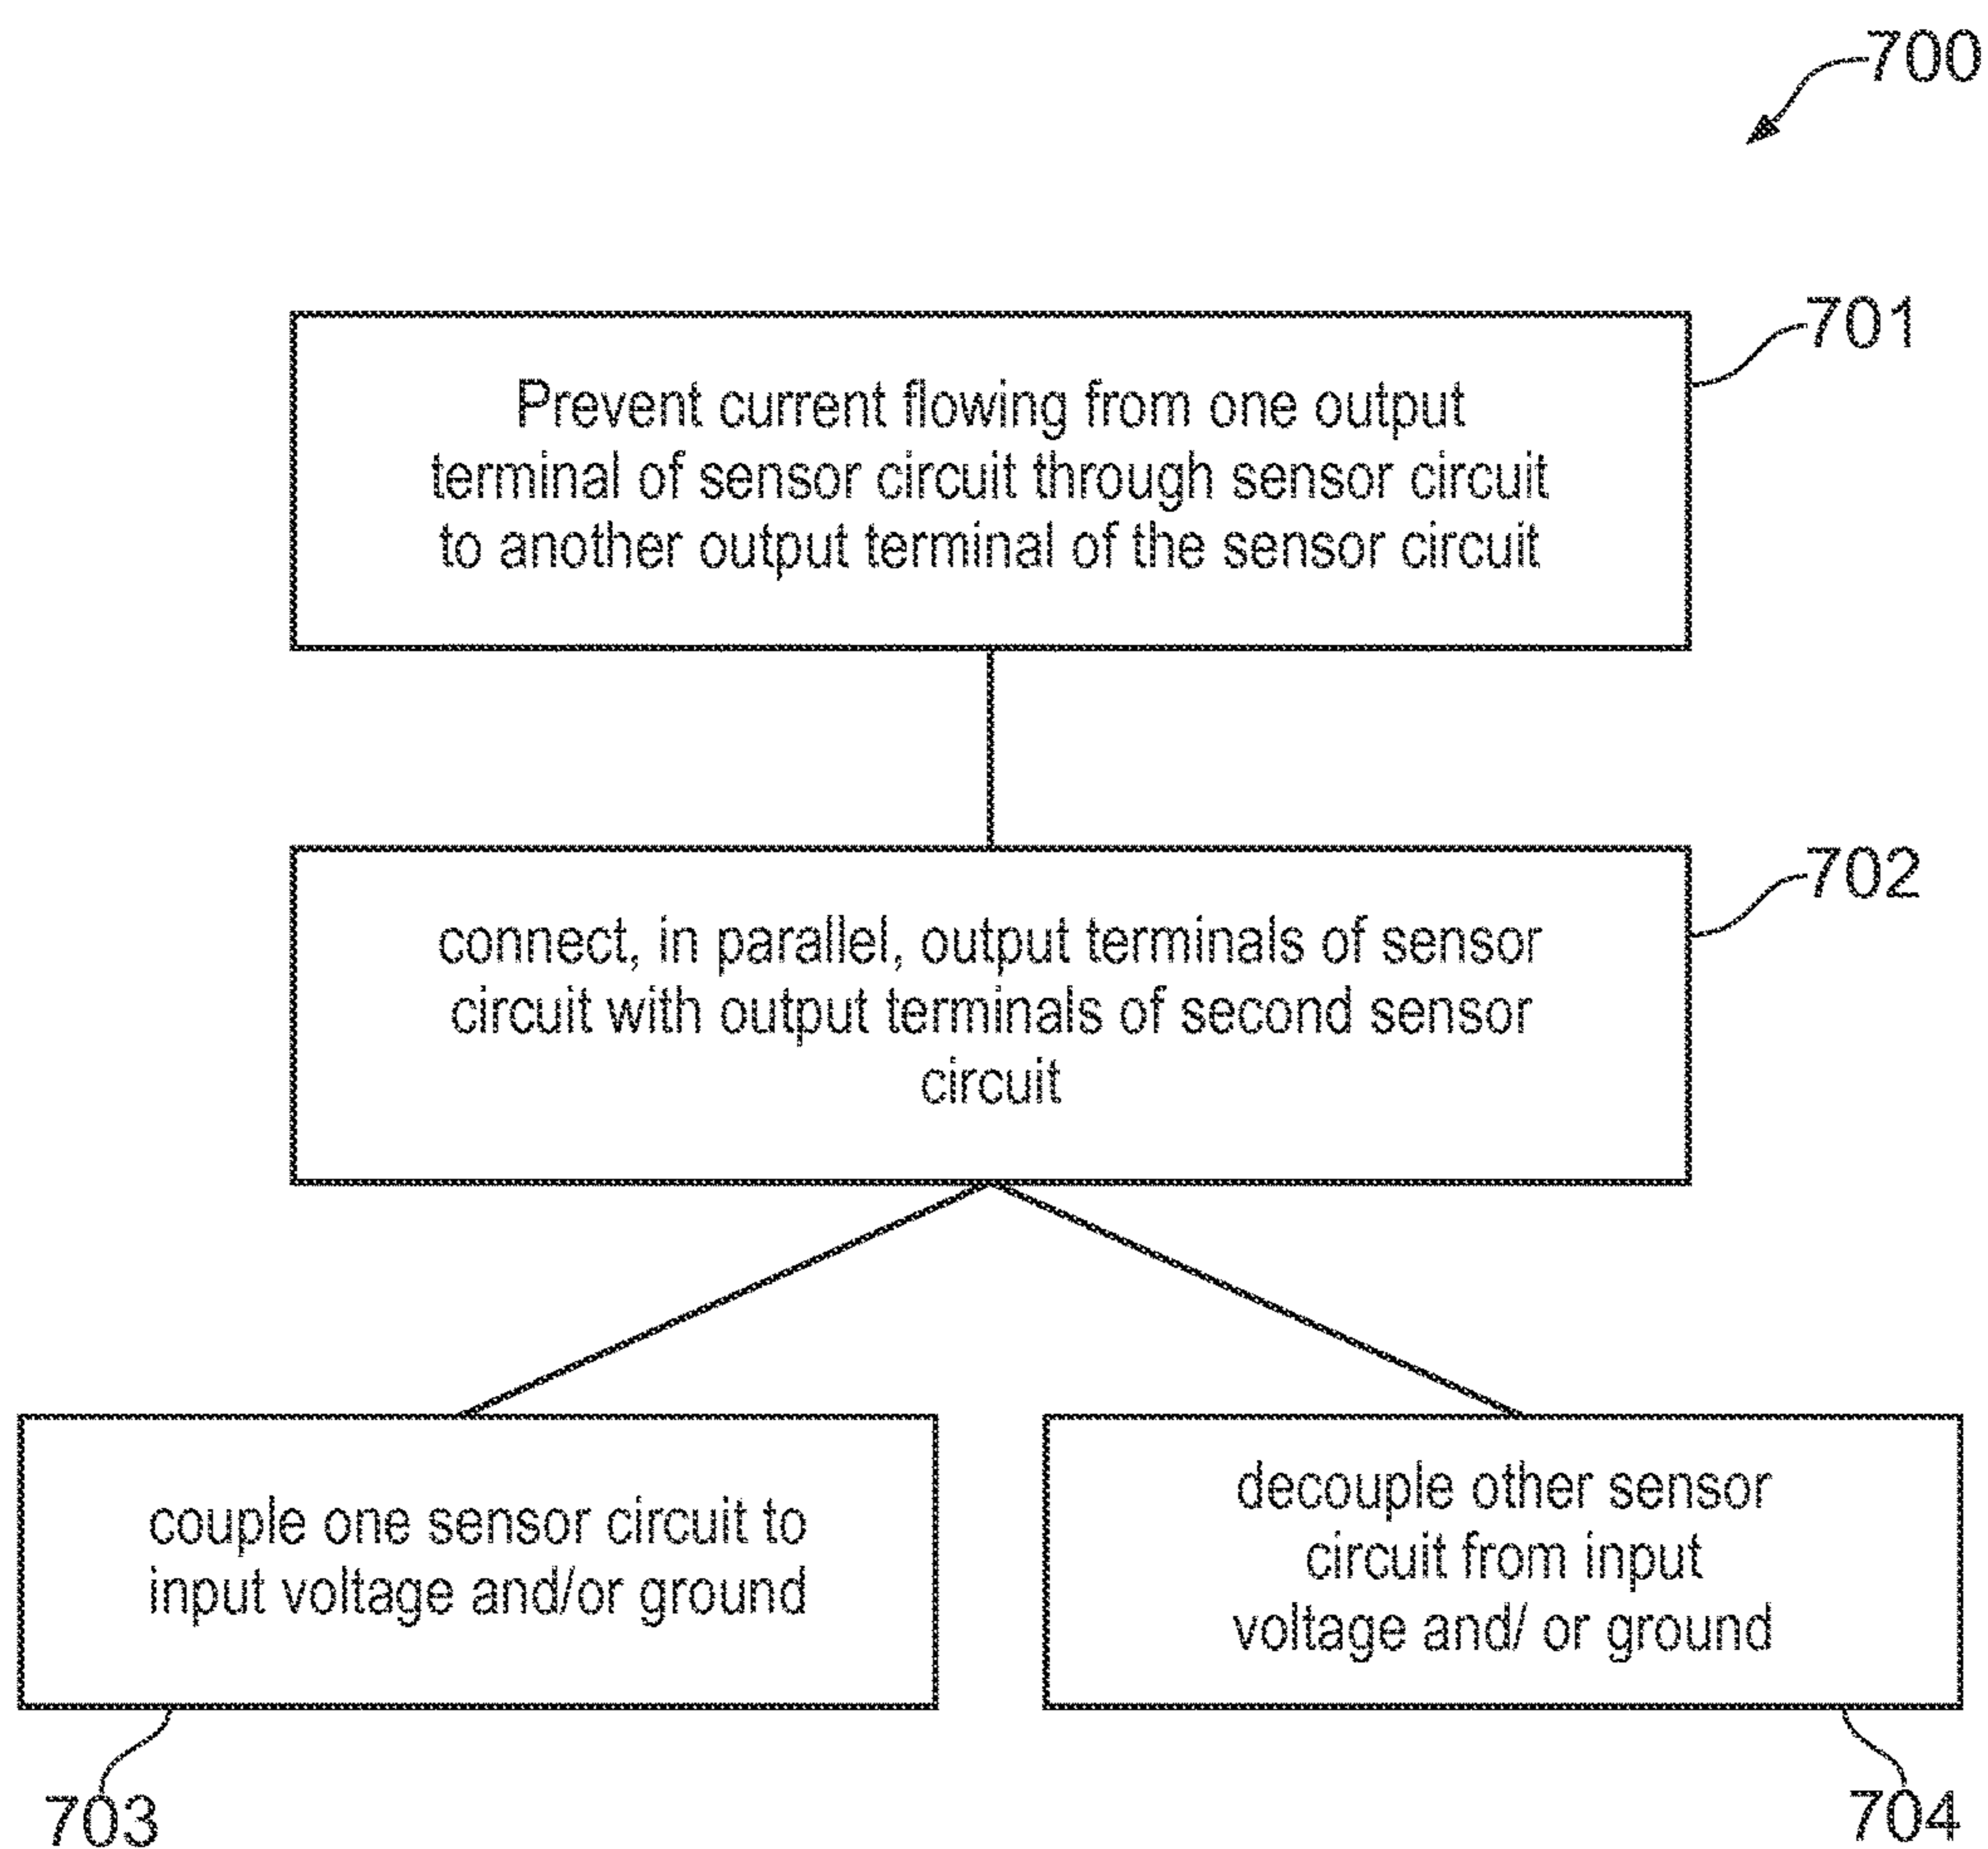 700
701
Prevent current flowing from one output
terminal of sensor circuit through sensor circuit
to another output terminal of the sensor circuit
702
connect, in parallel, output terminals of sensor
circuit with output terminals of second sensor
circuit
couple one sensor circuit to
input voltage and/or ground
703
decouple other sensor
circuit from input
voltage and/ or ground
704